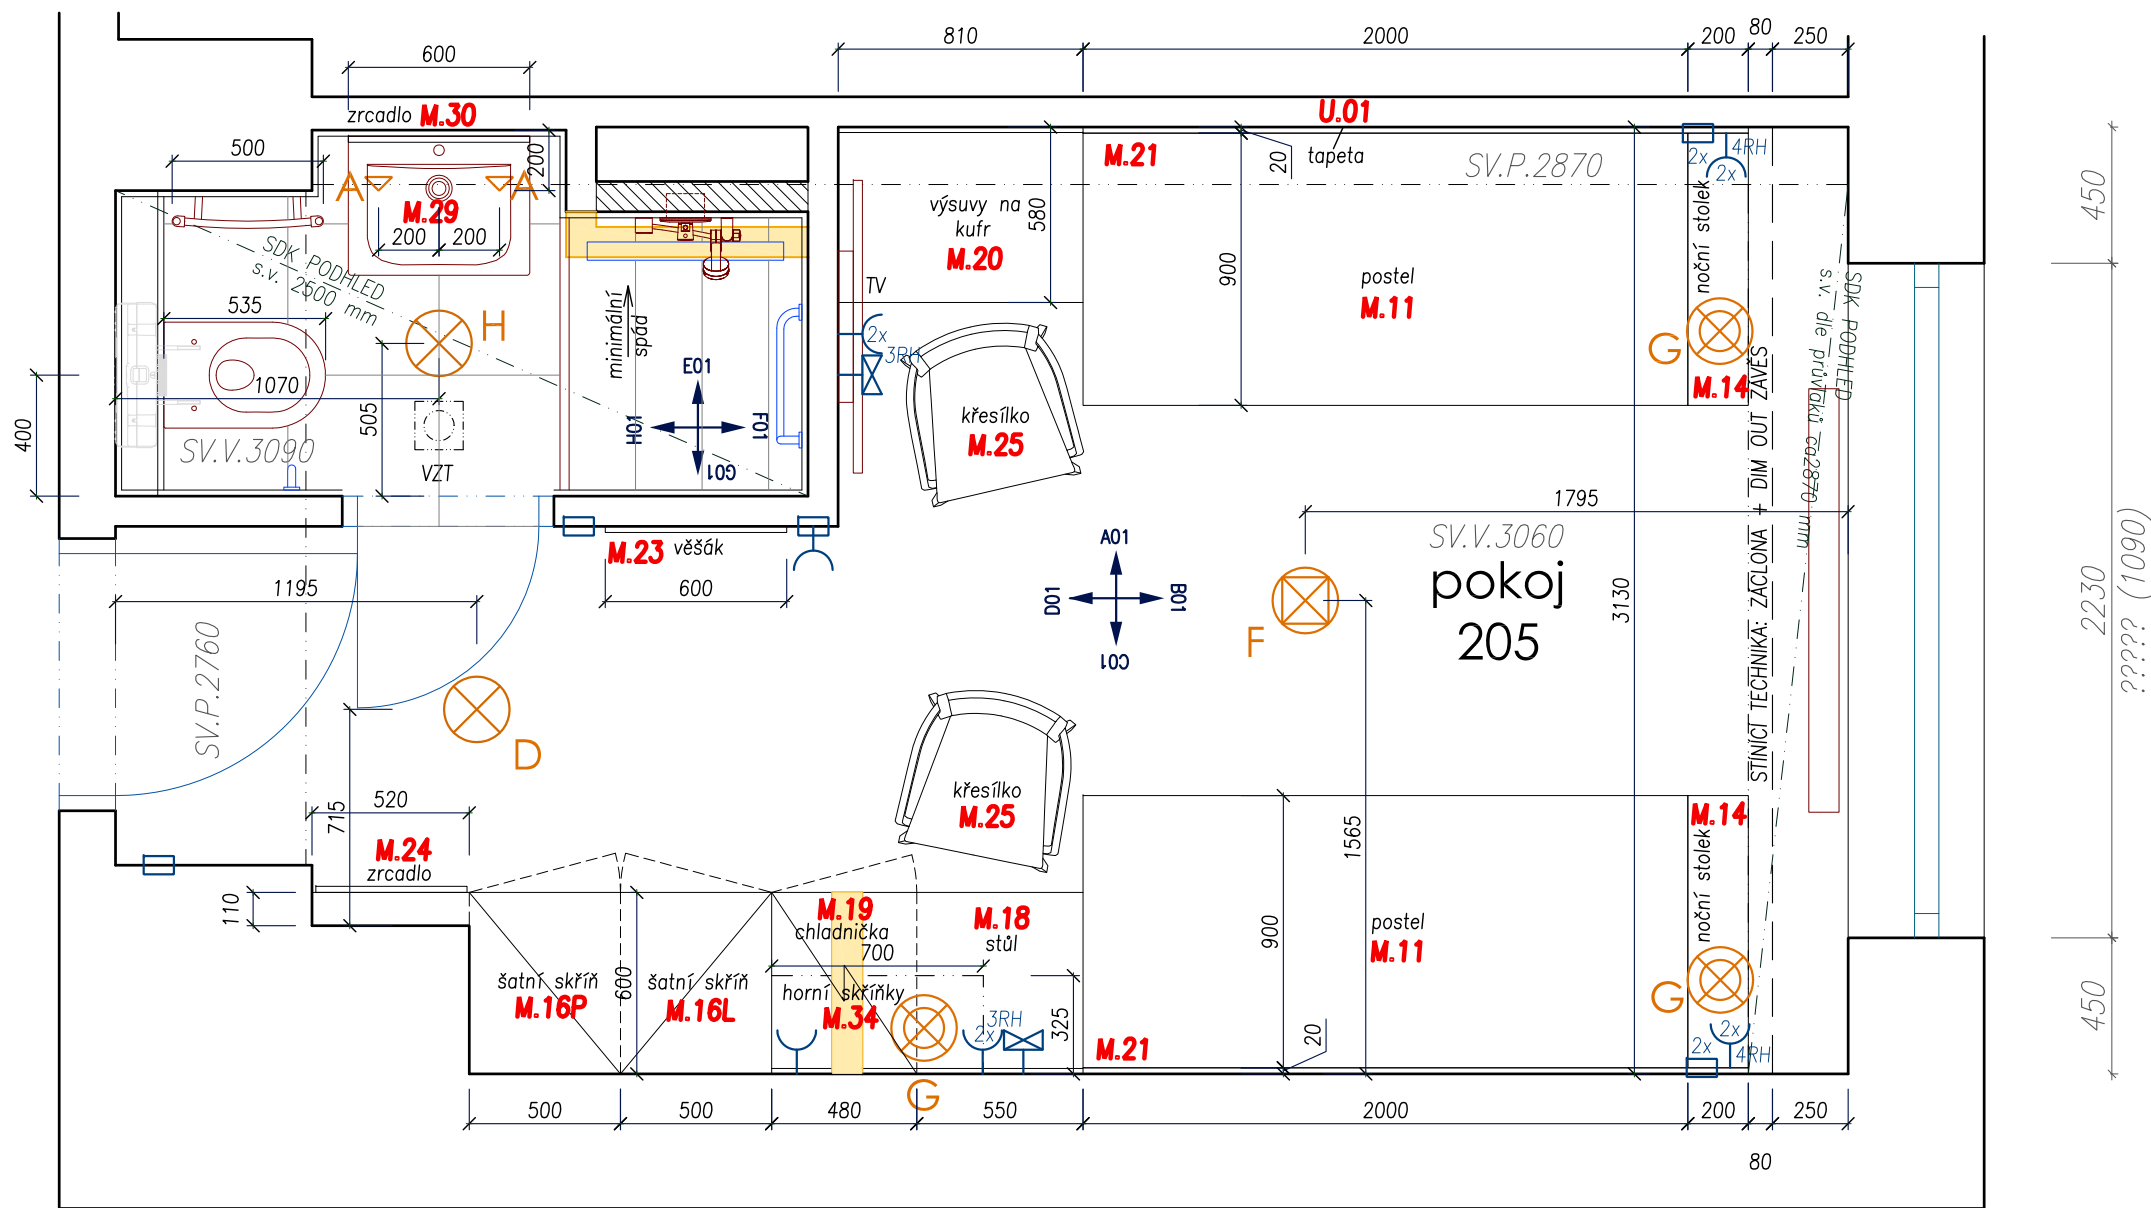 810
2000
200
80
250
600
zrcadlo M.30
U.01
tapeta
500
200
20
M.21
SV.P.2870
2x
4RH
2x
A
A
M.29
výsuvy na
kufr
M.20
580
200
200
SDK PODHLED
s.v. 2500 mm
noční stolek
450
900
postel
M.11
TV
535
H
minimální
spád
2x
3RH
G
SDK PODHLED
s.v. dle průvlaků ca2870 mm
1070
E01
F01
G01
H01
M.14
400
505
křesílko
M.25
SV.V.3090
VZT
STÍNÍCÍ TECHNIKA: ZÁCLONA + DIM OUT ZÁVĚS
1795
M.23 věšák
SV.V.3060
pokoj
205
A01
B01
C01
D01
1195
600
3130
2230
????? (1090)
F
SV.P.2760
D
křesílko
M.25
520
715
M.24
zrcadlo
1565
M.14
noční stolek
110
M.19
chladnička
700
M.18
stůl
900
postel
M.11
šatní skříň
M.16P
600
šatní skříň
M.16L
horní skříňky
M.34
G
450
3RH
2x
325
M.21
20
2x
2x
4RH
G
500
500
480
550
2000
200
250
80